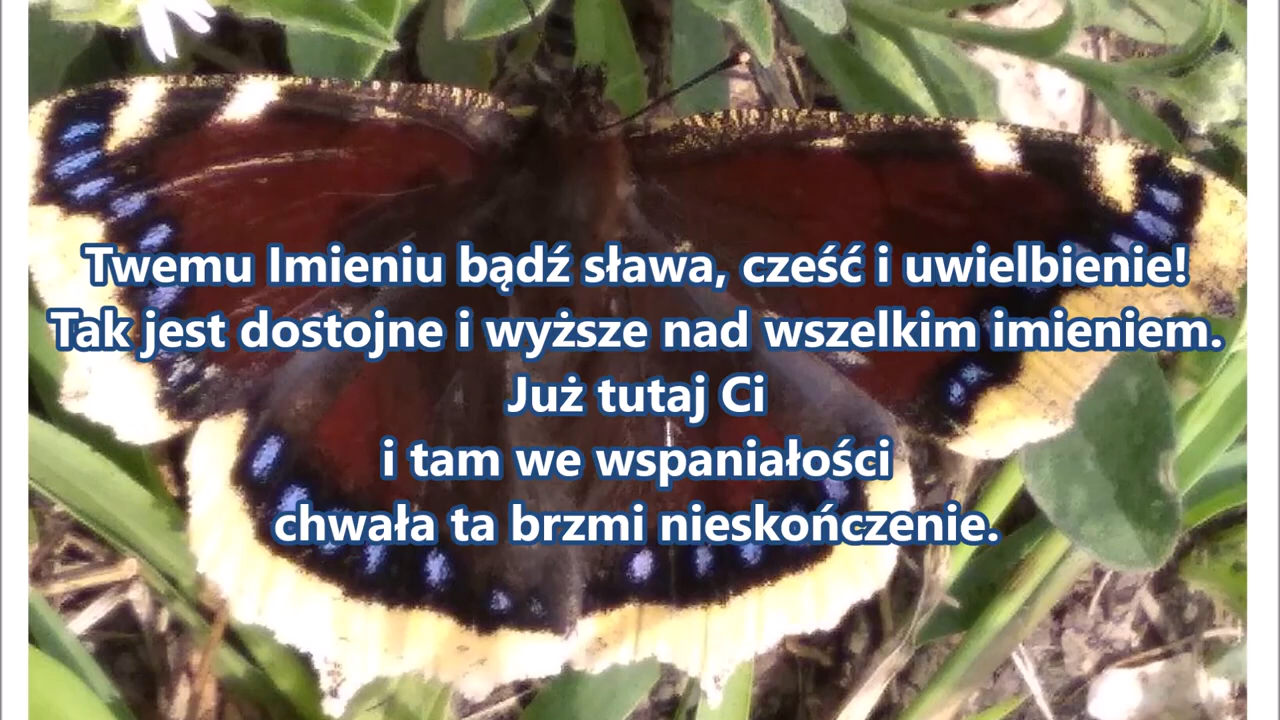 Twemu Imieniu bądź sława, cześć i uwielbienie!
Tak jest dostojne i wyższe nad wszelkim imieniem.
Już tutaj Ci
i tam we wspaniałości
chwała ta brzmi nieskończenie.